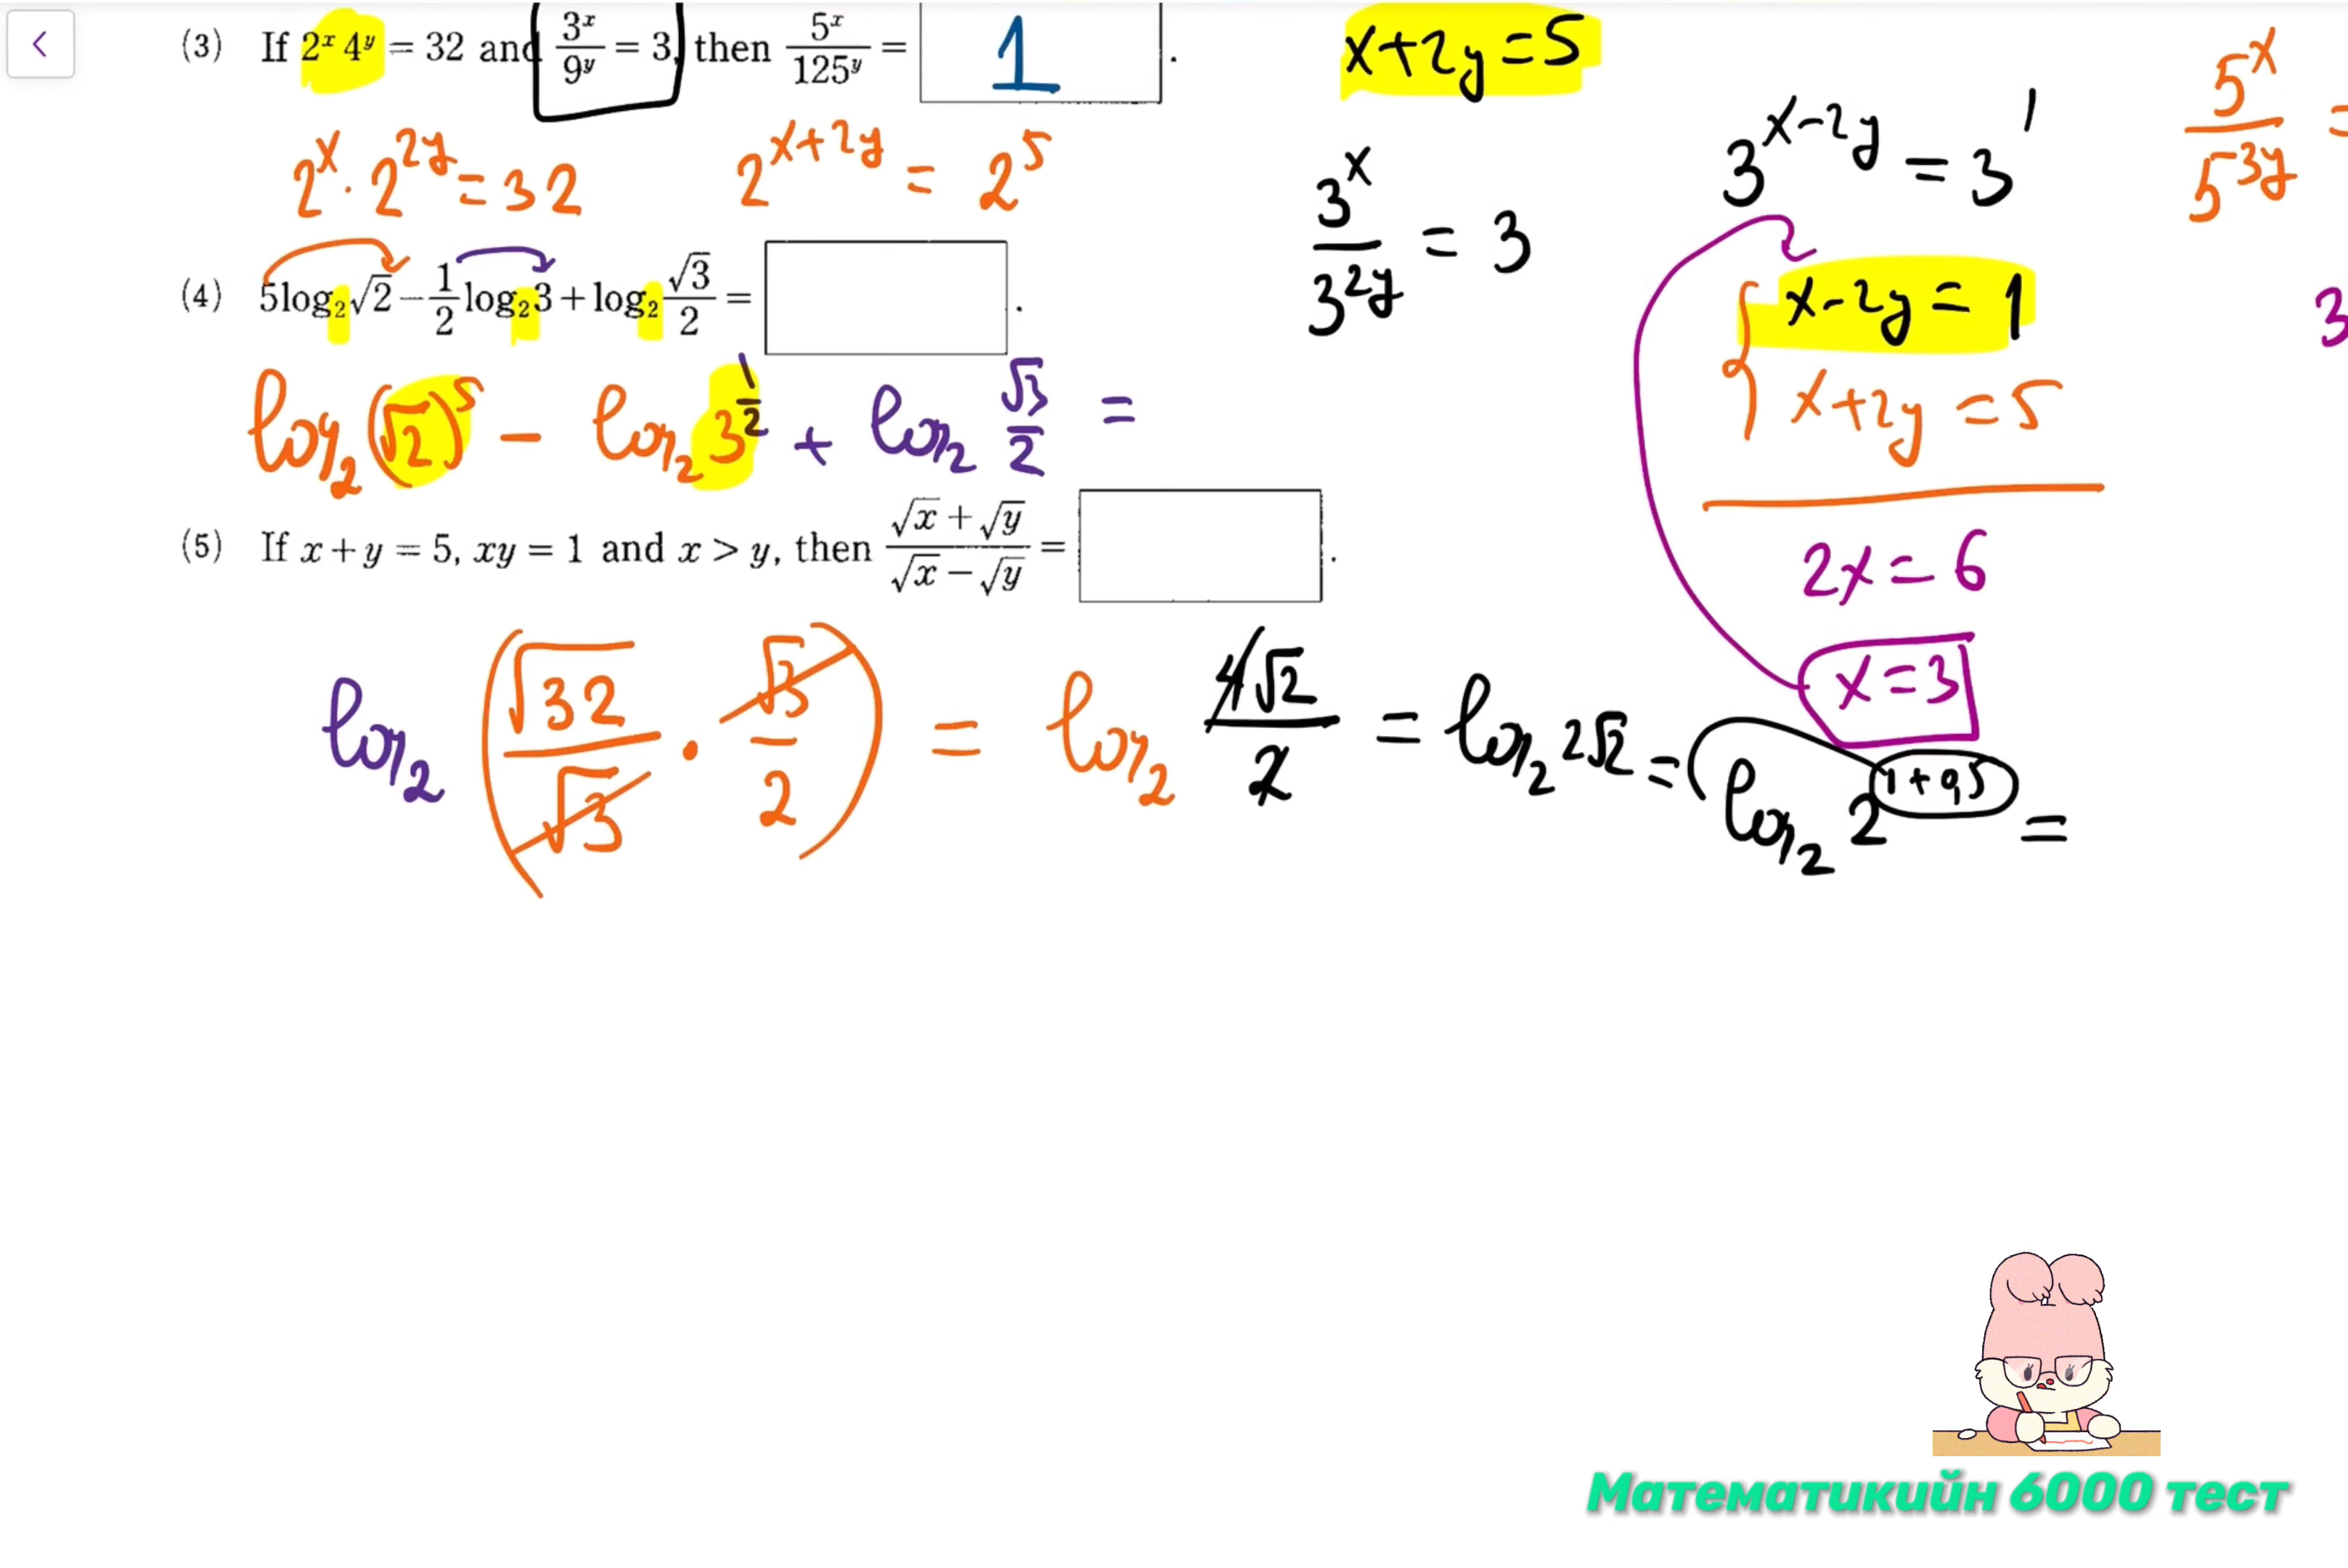 (3) If 2^x 4^y = 32 and 3^x/9^y = 3, then 5^x/125^y = 1 .
x+2y=5
5^x/5^{3y} =
2^x · 2^{2y} = 32
2^{x+2y} = 2^5
3^x/3^{2y} = 3
3^{x-2y} = 3^1
(4) 5log₂√2 − 1/2 log₂3 + log₂ √3/2 = .
x-2y=1
3
x+2y=5
log₂(√2)^5 − log₂3^{1/2} + log₂ √3/2 =
(5) If x+y = 5, xy = 1 and x > y, then (√x + √y)/(√x − √y) = .
2x=6
x=3
log₂(√32/√3 · √3/2) = log₂ 4√2/2 = log₂2√2 = log₂2^{1+0,5} =
Математикийн 6000 тест